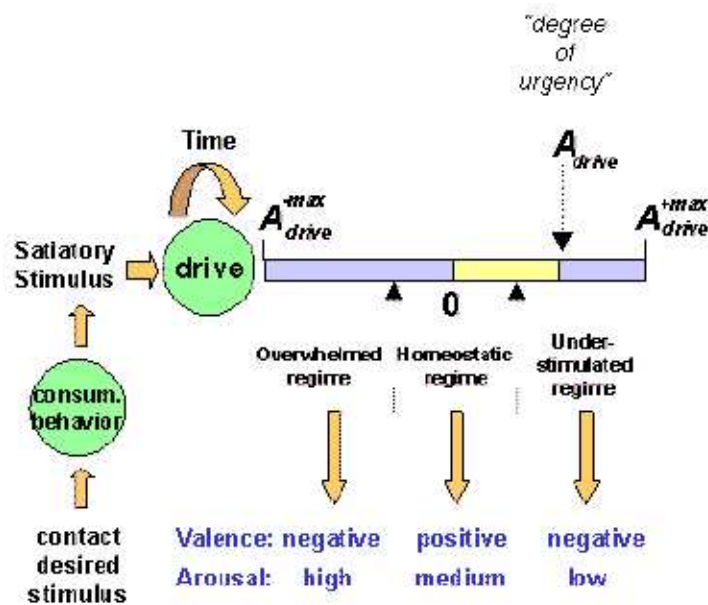 "degree
of
urgency"
Time
A drive
A -max drive
A +max drive
Satiatory
Stimulus
drive
0
Overwhelmed
regime
Homeostatic
regime
Under-
stimulated
regime
consum.
behavior
contact
desired
stimulus
Valence: negative positive negative
Arousal: high medium low